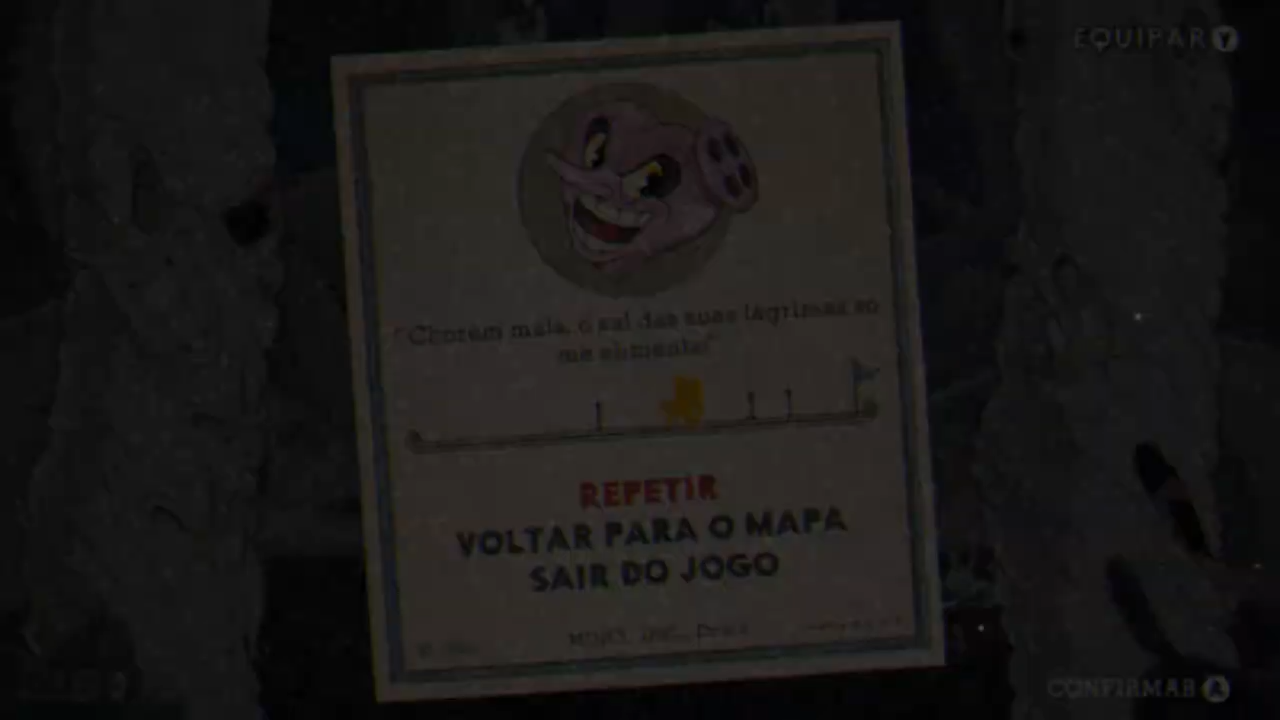 EQUIPAR Y
"Chorem mais, o sal das suas lágrimas só
me alimenta!"
REPETIR
VOLTAR PARA O MAPA
SAIR DO JOGO
CONFIRMAR A